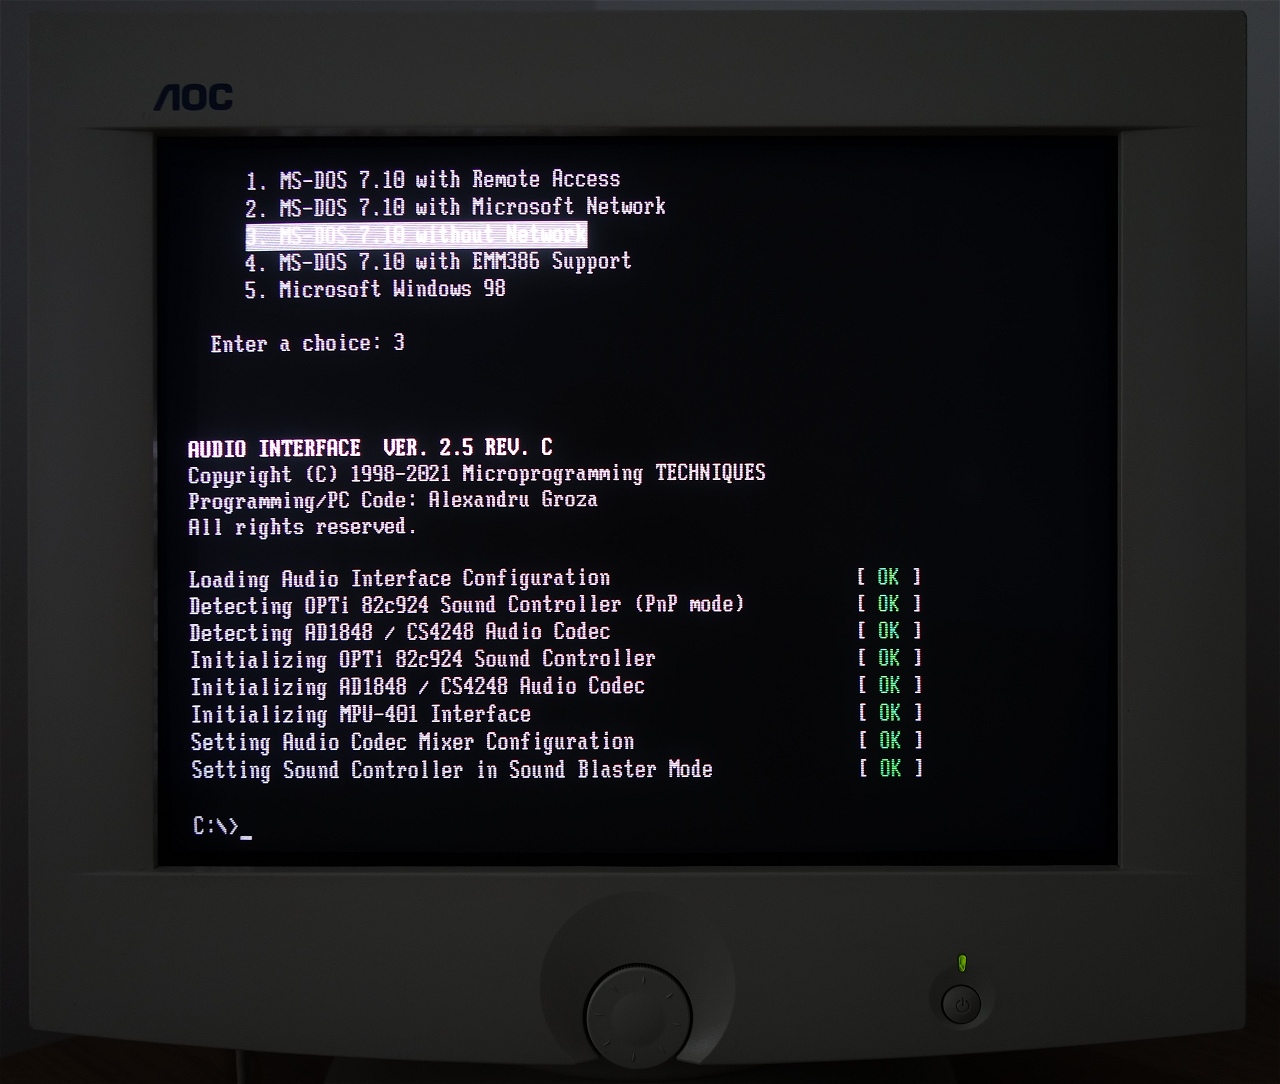 AOC
1. MS-DOS 7.10 with Remote Access
2. MS-DOS 7.10 with Microsoft Network
3. MS-DOS 7.10 without Network
4. MS-DOS 7.10 with EMM386 Support
5. Microsoft Windows 98
Enter a choice: 3
AUDIO INTERFACE  VER. 2.5 REV. C
Copyright (C) 1998-2021 Microprogramming TECHNIQUES
Programming/PC Code: Alexandru Groza
All rights reserved.
Loading Audio Interface Configuration [ OK ]
Detecting OPTi 82c924 Sound Controller (PnP mode) [ OK ]
Detecting AD1848 / CS4248 Audio Codec [ OK ]
Initializing OPTi 82c924 Sound Controller [ OK ]
Initializing AD1848 / CS4248 Audio Codec [ OK ]
Initializing MPU-401 Interface [ OK ]
Setting Audio Codec Mixer Configuration [ OK ]
Setting Sound Controller in Sound Blaster Mode [ OK ]
C:\>_